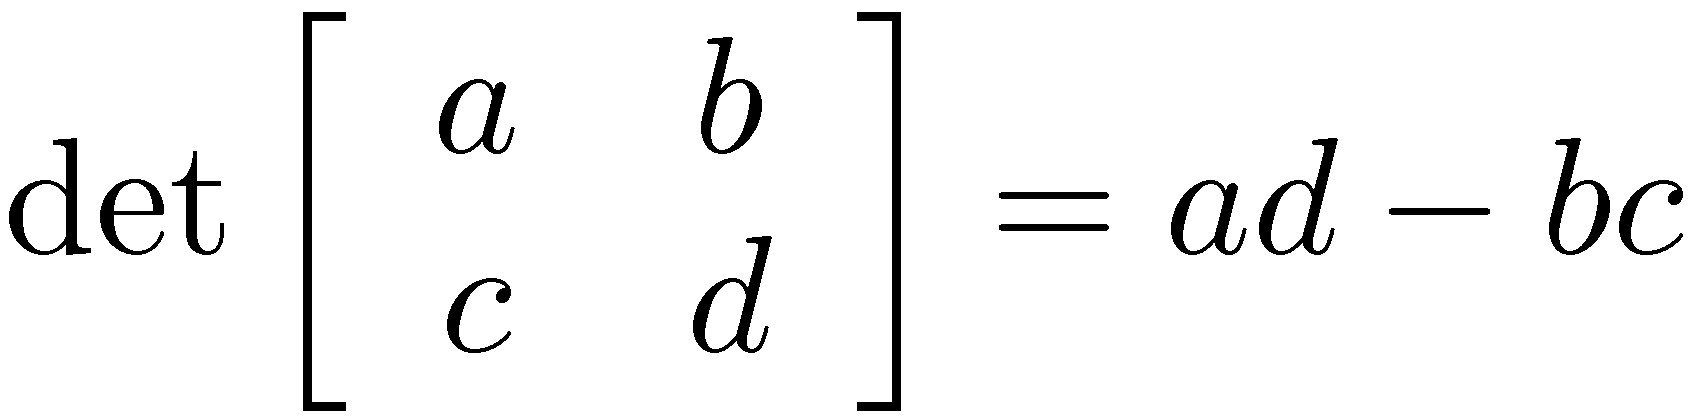 det [ a b
c d ] = ad − bc